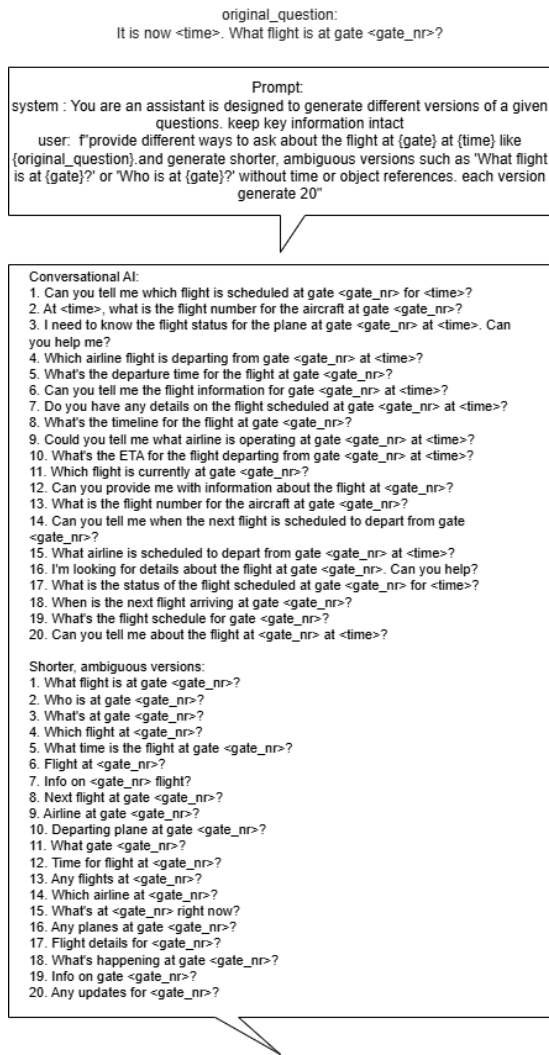 original_question:
It is now <time>. What flight is at gate <gate_nr>?
Prompt:
system : You are an assistant is designed to generate different versions of a given
questions. keep key information intact
user: f"provide different ways to ask about the flight at {gate} at {time} like
{original_question}.and generate shorter, ambiguous versions such as 'What flight
is at {gate}?' or 'Who is at {gate}?' without time or object references. each version
generate 20"
Conversational AI:
1. Can you tell me which flight is scheduled at gate <gate_nr> for <time>?
2. At <time>, what is the flight number for the aircraft at gate <gate_nr>?
3. I need to know the flight status for the plane at gate <gate_nr> at <time>. Can
you help me?
4. Which airline flight is departing from gate <gate_nr> at <time>?
5. What's the departure time for the flight at gate <gate_nr>?
6. Can you tell me the flight information for gate <gate_nr> at <time>?
7. Do you have any details on the flight scheduled at gate <gate_nr> at <time>?
8. What's the timeline for the flight at gate <gate_nr>?
9. Could you tell me what airline is operating at gate <gate_nr> at <time>?
10. What's the ETA for the flight departing from gate <gate_nr> at <time>?
11. Which flight is currently at gate <gate_nr>?
12. Can you provide me with information about the flight at <gate_nr>?
13. What is the flight number for the aircraft at gate <gate_nr>?
14. Can you tell me when the next flight is scheduled to depart from gate
<gate_nr>?
15. What airline is scheduled to depart from gate <gate_nr> at <time>?
16. I'm looking for details about the flight at gate <gate_nr>. Can you help?
17. What is the status of the flight scheduled at gate <gate_nr> for <time>?
18. When is the next flight arriving at gate <gate_nr>?
19. What's the flight schedule for gate <gate_nr>?
20. Can you tell me about the flight at <gate_nr> at <time>?
Shorter, ambiguous versions:
1. What flight is at gate <gate_nr>?
2. Who is at gate <gate_nr>?
3. What's at gate <gate_nr>?
4. Which flight at <gate_nr>?
5. What time is the flight at gate <gate_nr>?
6. Flight at <gate_nr>?
7. Info on <gate_nr> flight?
8. Next flight at gate <gate_nr>?
9. Airline at gate <gate_nr>?
10. Departing plane at gate <gate_nr>?
11. What gate <gate_nr>?
12. Time for flight at <gate_nr>?
13. Any flights at <gate_nr>?
14. Which airline at <gate_nr>?
15. What's at <gate_nr> right now?
16. Any planes at gate <gate_nr>?
17. Flight details for <gate_nr>?
18. What's happening at gate <gate_nr>?
19. Info on gate <gate_nr>?
20. Any updates for <gate_nr>?